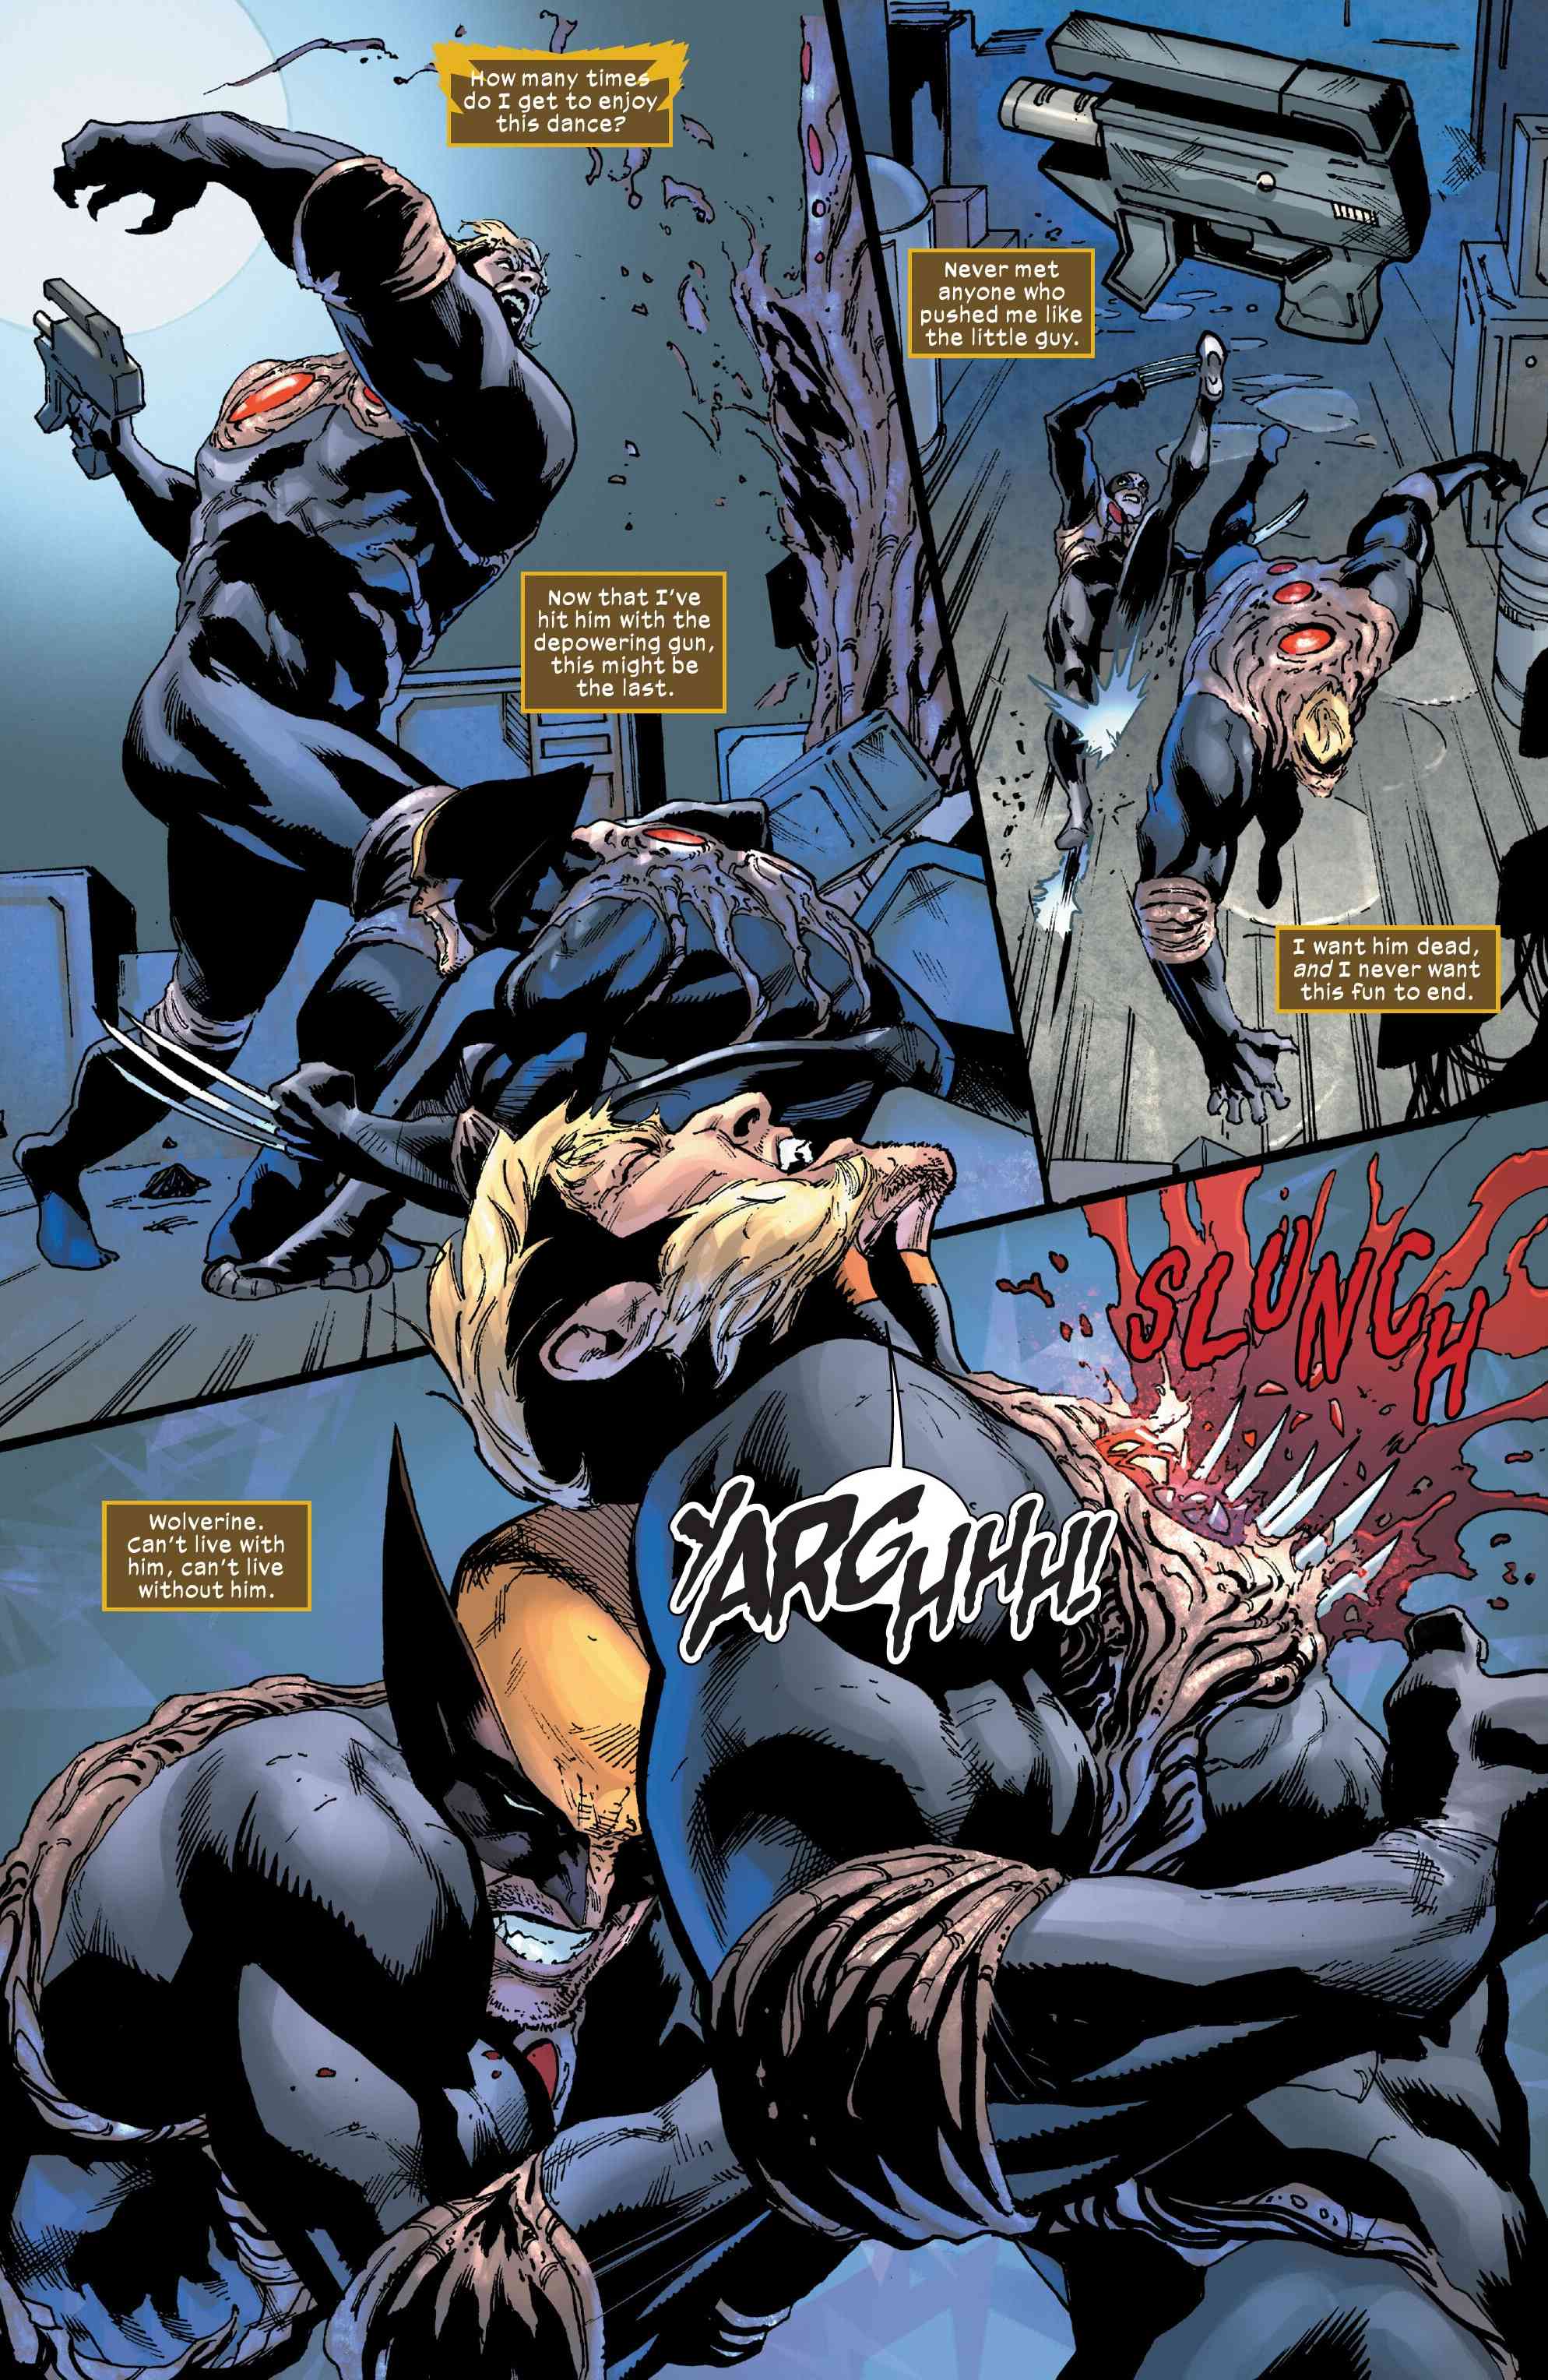 How many times
do I get to enjoy
this dance?
Now that I've
hit him with the
depowering gun,
this might be
the last.
Never met
anyone who
pushed me like
the little guy.
I want him dead,
and I never want
this fun to end.
SLUNCH
YARGHHHH!
Wolverine.
Can't live with
him, can't live
without him.